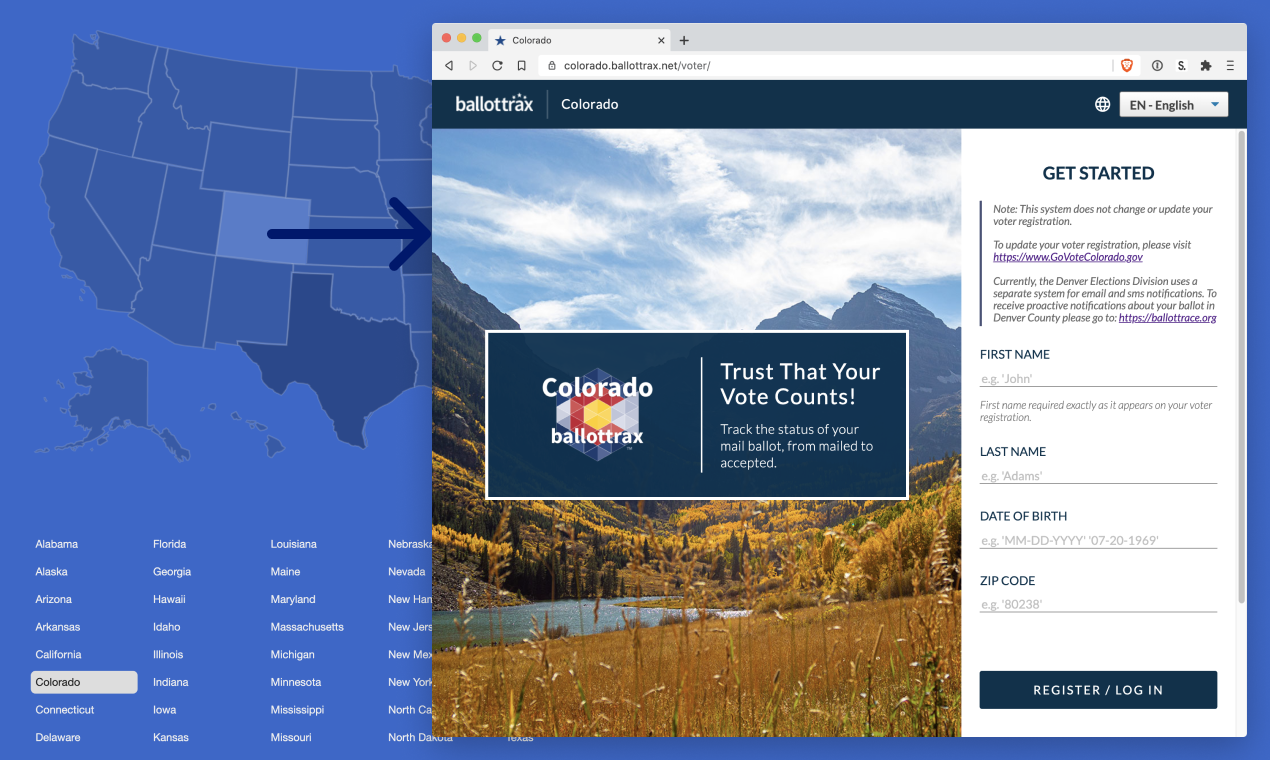 Colorado
colorado.ballottrax.net/voter/
S.
ballottrax
Colorado
EN - English
GET STARTED
Note: This system does not change or update your
voter registration.
To update your voter registration, please visit
https://www.GoVoteColorado.gov
Currently, the Denver Elections Division uses a
separate system for email and sms notifications. To
receive proactive notifications about your ballot in
Denver County please go to: https://ballottrace.org
FIRST NAME
e.g. 'John'
First name required exactly as it appears on your voter
registration.
LAST NAME
e.g. 'Adams'
DATE OF BIRTH
e.g. 'MM-DD-YYYY' '07-20-1969'
ZIP CODE
e.g. '80238'
REGISTER / LOG IN
Colorado
ballottrax
TM
Trust That Your
Vote Counts!
Track the status of your
mail ballot, from mailed to
accepted.
Alabama
Alaska
Arizona
Arkansas
California
Colorado
Connecticut
Delaware
Florida
Georgia
Hawaii
Idaho
Illinois
Indiana
Iowa
Kansas
Louisiana
Maine
Maryland
Massachusetts
Michigan
Minnesota
Mississippi
Missouri
Nebraska
Nevada
New Ham
New Jers
New Mex
New York
North Ca
North Dakota
Texas